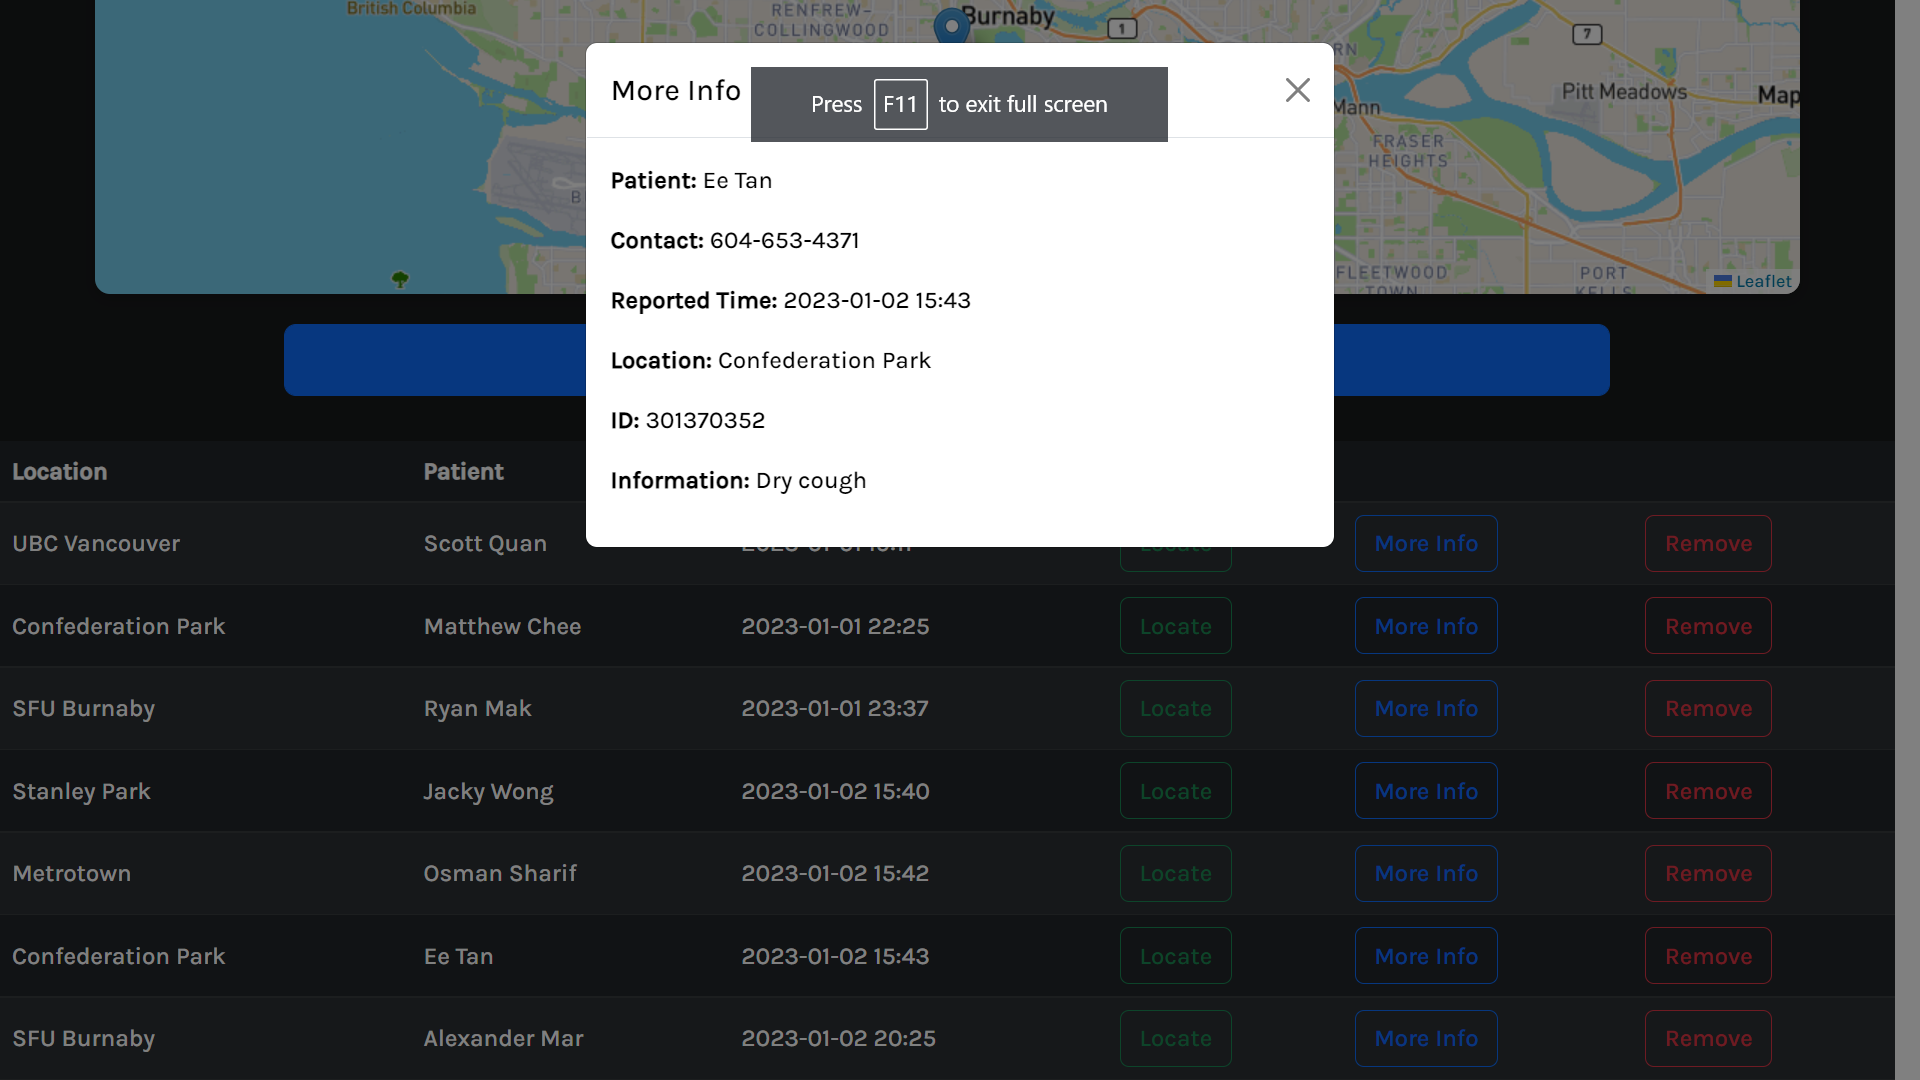 British Columbia
RENFREW-
COLLINGWOOD
Burnaby
1
7
RN
Mann
Pitt Meadows
Map
FRASER
HEIGHTS
B
FLEETWOOD
TOWN
PORT
KELLS
Leaflet
More Info
Press F11 to exit full screen
Patient: Ee Tan
Contact: 604-653-4371
Reported Time: 2023-01-02 15:43
Location: Confederation Park
ID: 301370352
Information: Dry cough
Location Patient
UBC Vancouver Scott Quan 2023-01-01 Locate More Info Remove
Confederation Park Matthew Chee 2023-01-01 22:25 Locate More Info Remove
SFU Burnaby Ryan Mak 2023-01-01 23:37 Locate More Info Remove
Stanley Park Jacky Wong 2023-01-02 15:40 Locate More Info Remove
Metrotown Osman Sharif 2023-01-02 15:42 Locate More Info Remove
Confederation Park Ee Tan 2023-01-02 15:43 Locate More Info Remove
SFU Burnaby Alexander Mar 2023-01-02 20:25 Locate More Info Remove